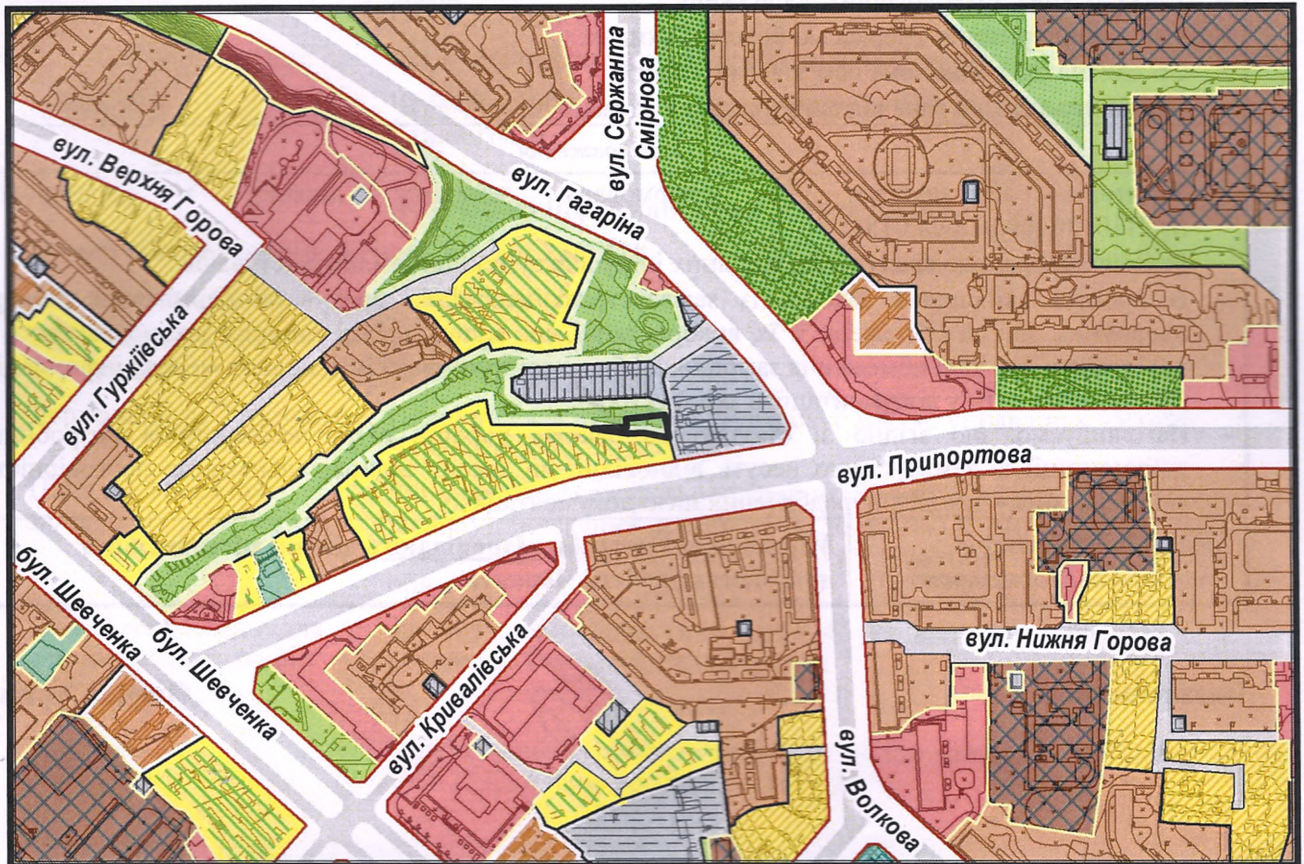 вул. Сержанта
Смірнова
вул. Верхня Горова
вул. Гагаріна
вул. Гуржіївська
вул. Припортова
бул. Шевченка
бул. Шевченка
вул. Кривалівська
вул. Нижня Горова
вул. Волкова